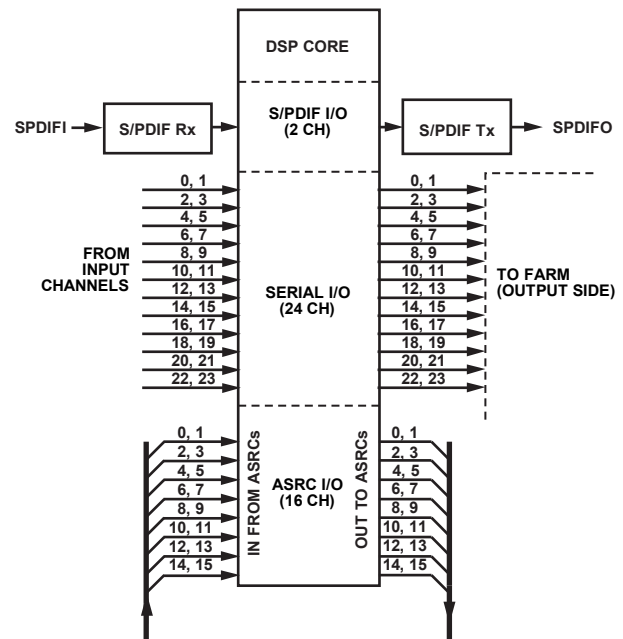 DSP CORE
SPDIFI
S/PDIF Rx
S/PDIF I/O
(2 CH)
S/PDIF Tx
SPDIFO
FROM
INPUT
CHANNELS
0, 1
2, 3
4, 5
6, 7
8, 9
10, 11
12, 13
14, 15
16, 17
18, 19
20, 21
22, 23
SERIAL I/O
(24 CH)
0, 1
2, 3
4, 5
6, 7
8, 9
10, 11
12, 13
14, 15
16, 17
18, 19
20, 21
22, 23
TO FARM
(OUTPUT SIDE)
0, 1
2, 3
4, 5
6, 7
8, 9
10, 11
12, 13
14, 15
IN FROM ASRCs
ASRC I/O
(16 CH)
OUT TO ASRCs
0, 1
2, 3
4, 5
6, 7
8, 9
10, 11
12, 13
14, 15